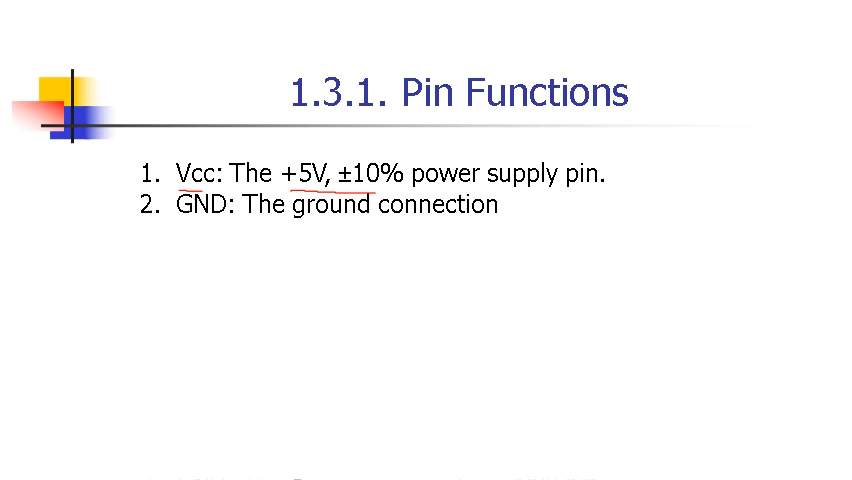 1.3.1. Pin Functions
1. Vcc: The +5V, ±10% power supply pin.
2. GND: The ground connection